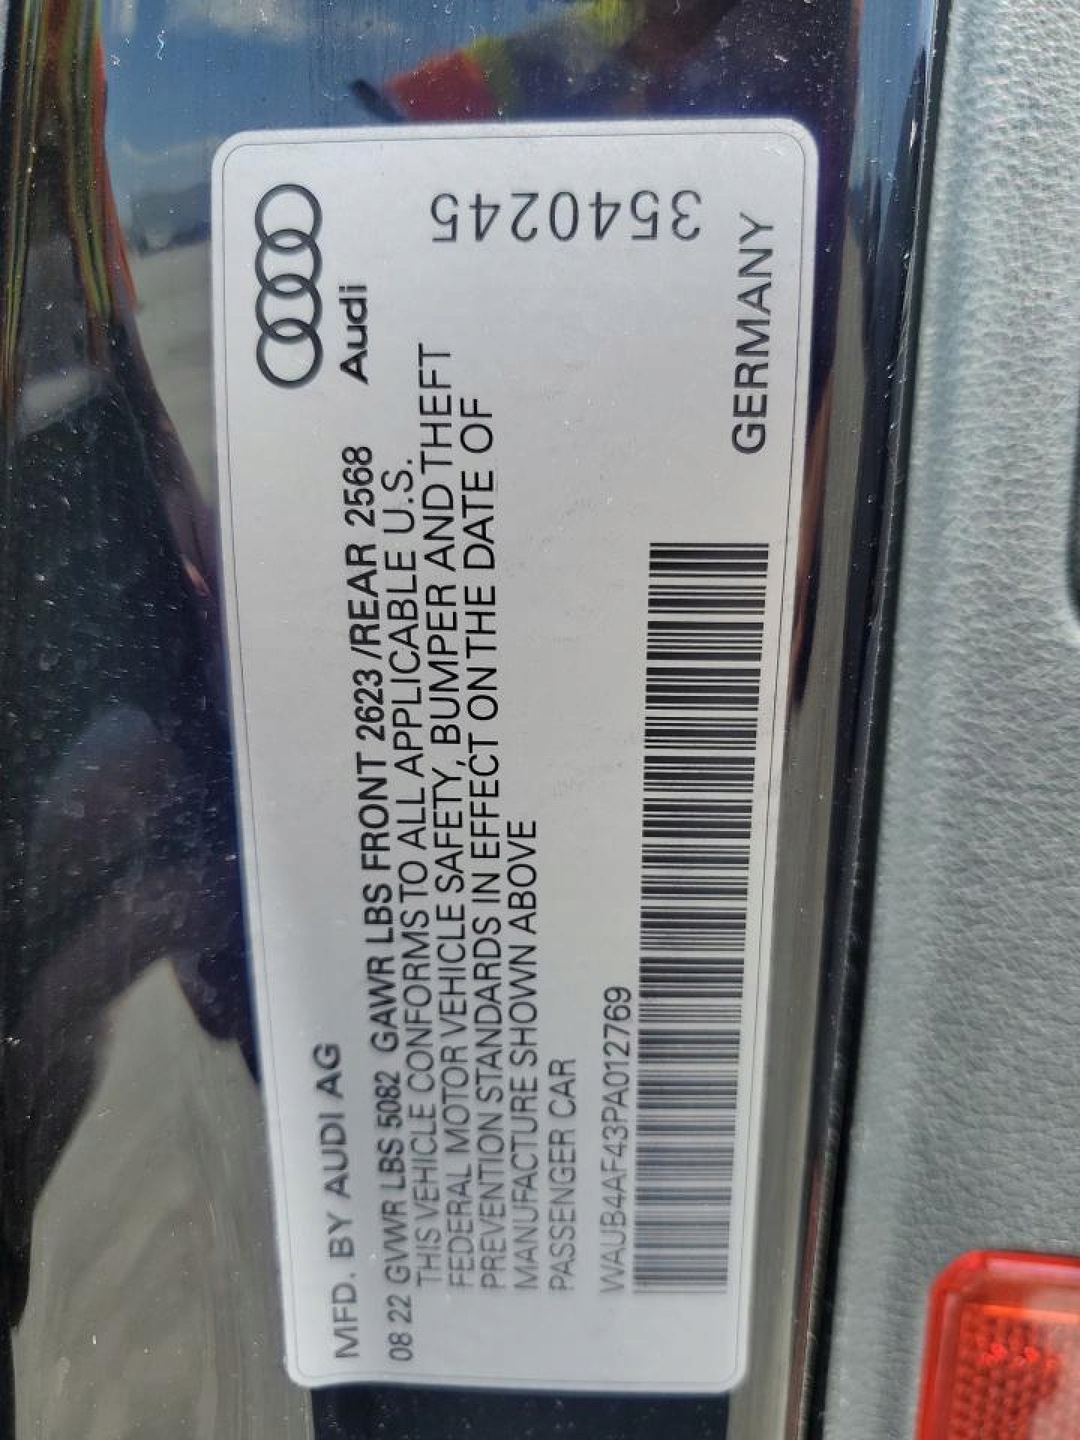 Audi
MFD. BY AUDI AG
08 22 GVWR LBS 5082 GAWR LBS FRONT 2623 /REAR 2568
THIS VEHICLE CONFORMS TO ALL APPLICABLE U.S.
FEDERAL MOTOR VEHICLE SAFETY, BUMPER AND THEFT
PREVENTION STANDARDS IN EFFECT ON THE DATE OF
MANUFACTURE SHOWN ABOVE
PASSENGER CAR
WAUB4AF43PA012769
3540245
GERMANY